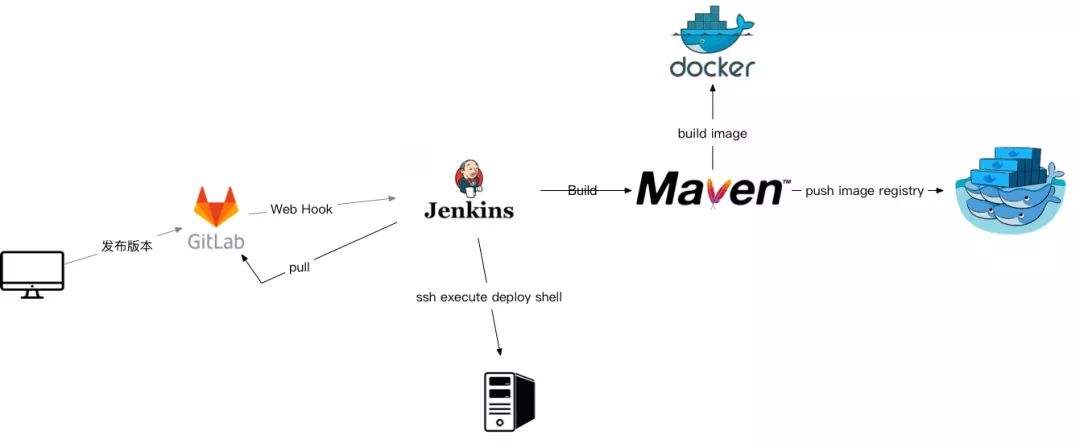 docker
build image
Maven™
push image registry
Build
Jenkins
Web Hook
GitLab
发布版本
pull
ssh execute deploy shell